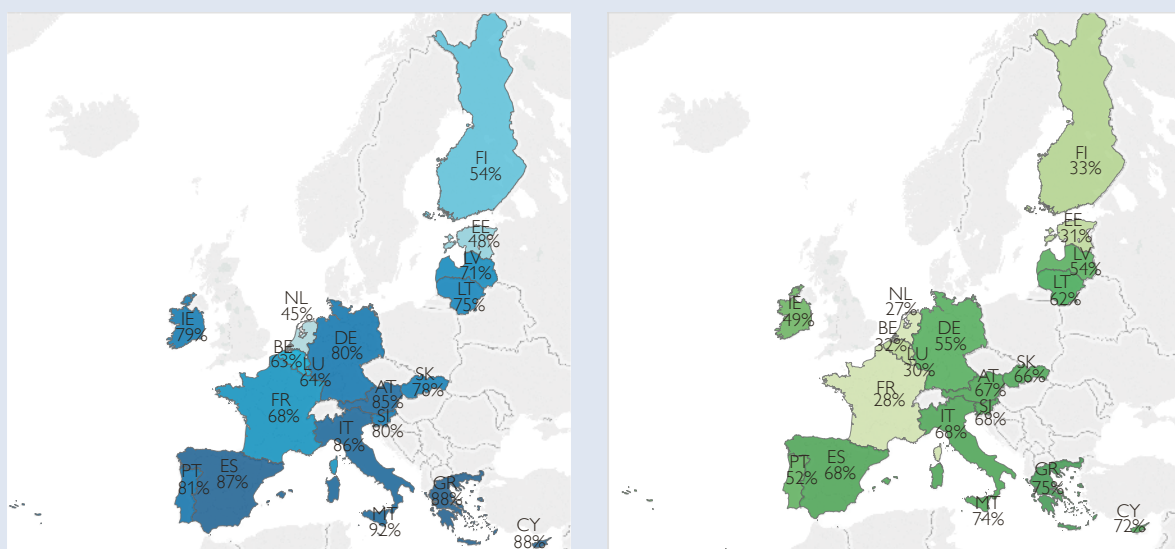 FI
54%
EE
48%
LV
71%
LT
75%
NL
45%
IE
79%
BE
63%
LU
64%
DE
80%
FR
68%
AT
85%
SK
78%
SI
80%
IT
86%
PT
81%
ES
87%
GR
88%
MT
92%
CY
88%
FI
33%
EE
31%
LV
54%
LT
62%
NL
27%
IE
49%
BE
32%
LU
30%
DE
55%
FR
28%
AT
67%
SK
66%
SI
68%
IT
68%
PT
52%
ES
68%
GR
75%
MT
74%
CY
72%